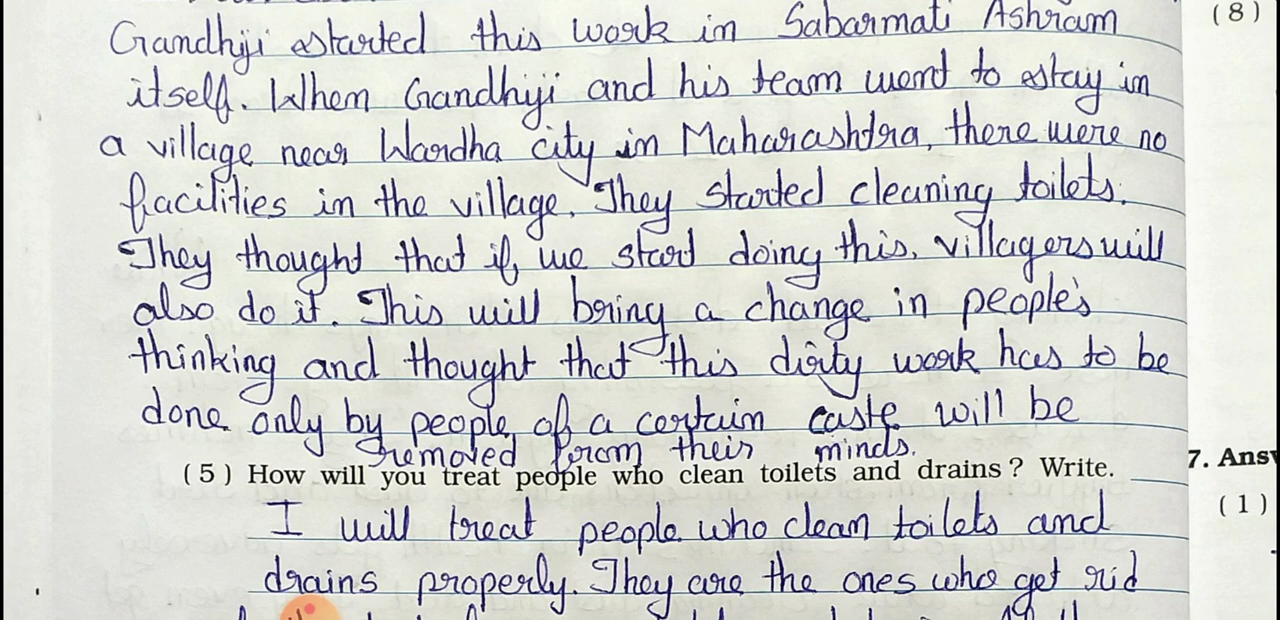 (8)
Gandhiji started this work in Sabarmati Ashram
itself. When Gandhiji and his team went to stay in
a village near Wardha city in Maharashtra, there were no
facilities in the village. They started cleaning toilets.
They thought that if we start doing this, villagers will
also do it. This will bring a change in people's
thinking and thought that this dirty work has to be
done only by people of a certain caste will be
removed from their minds.
(5) How will you treat people who clean toilets and drains? Write.
7. Ans
(1)
I will treat people who clean toilets and
drains properly. They are the ones who get rid